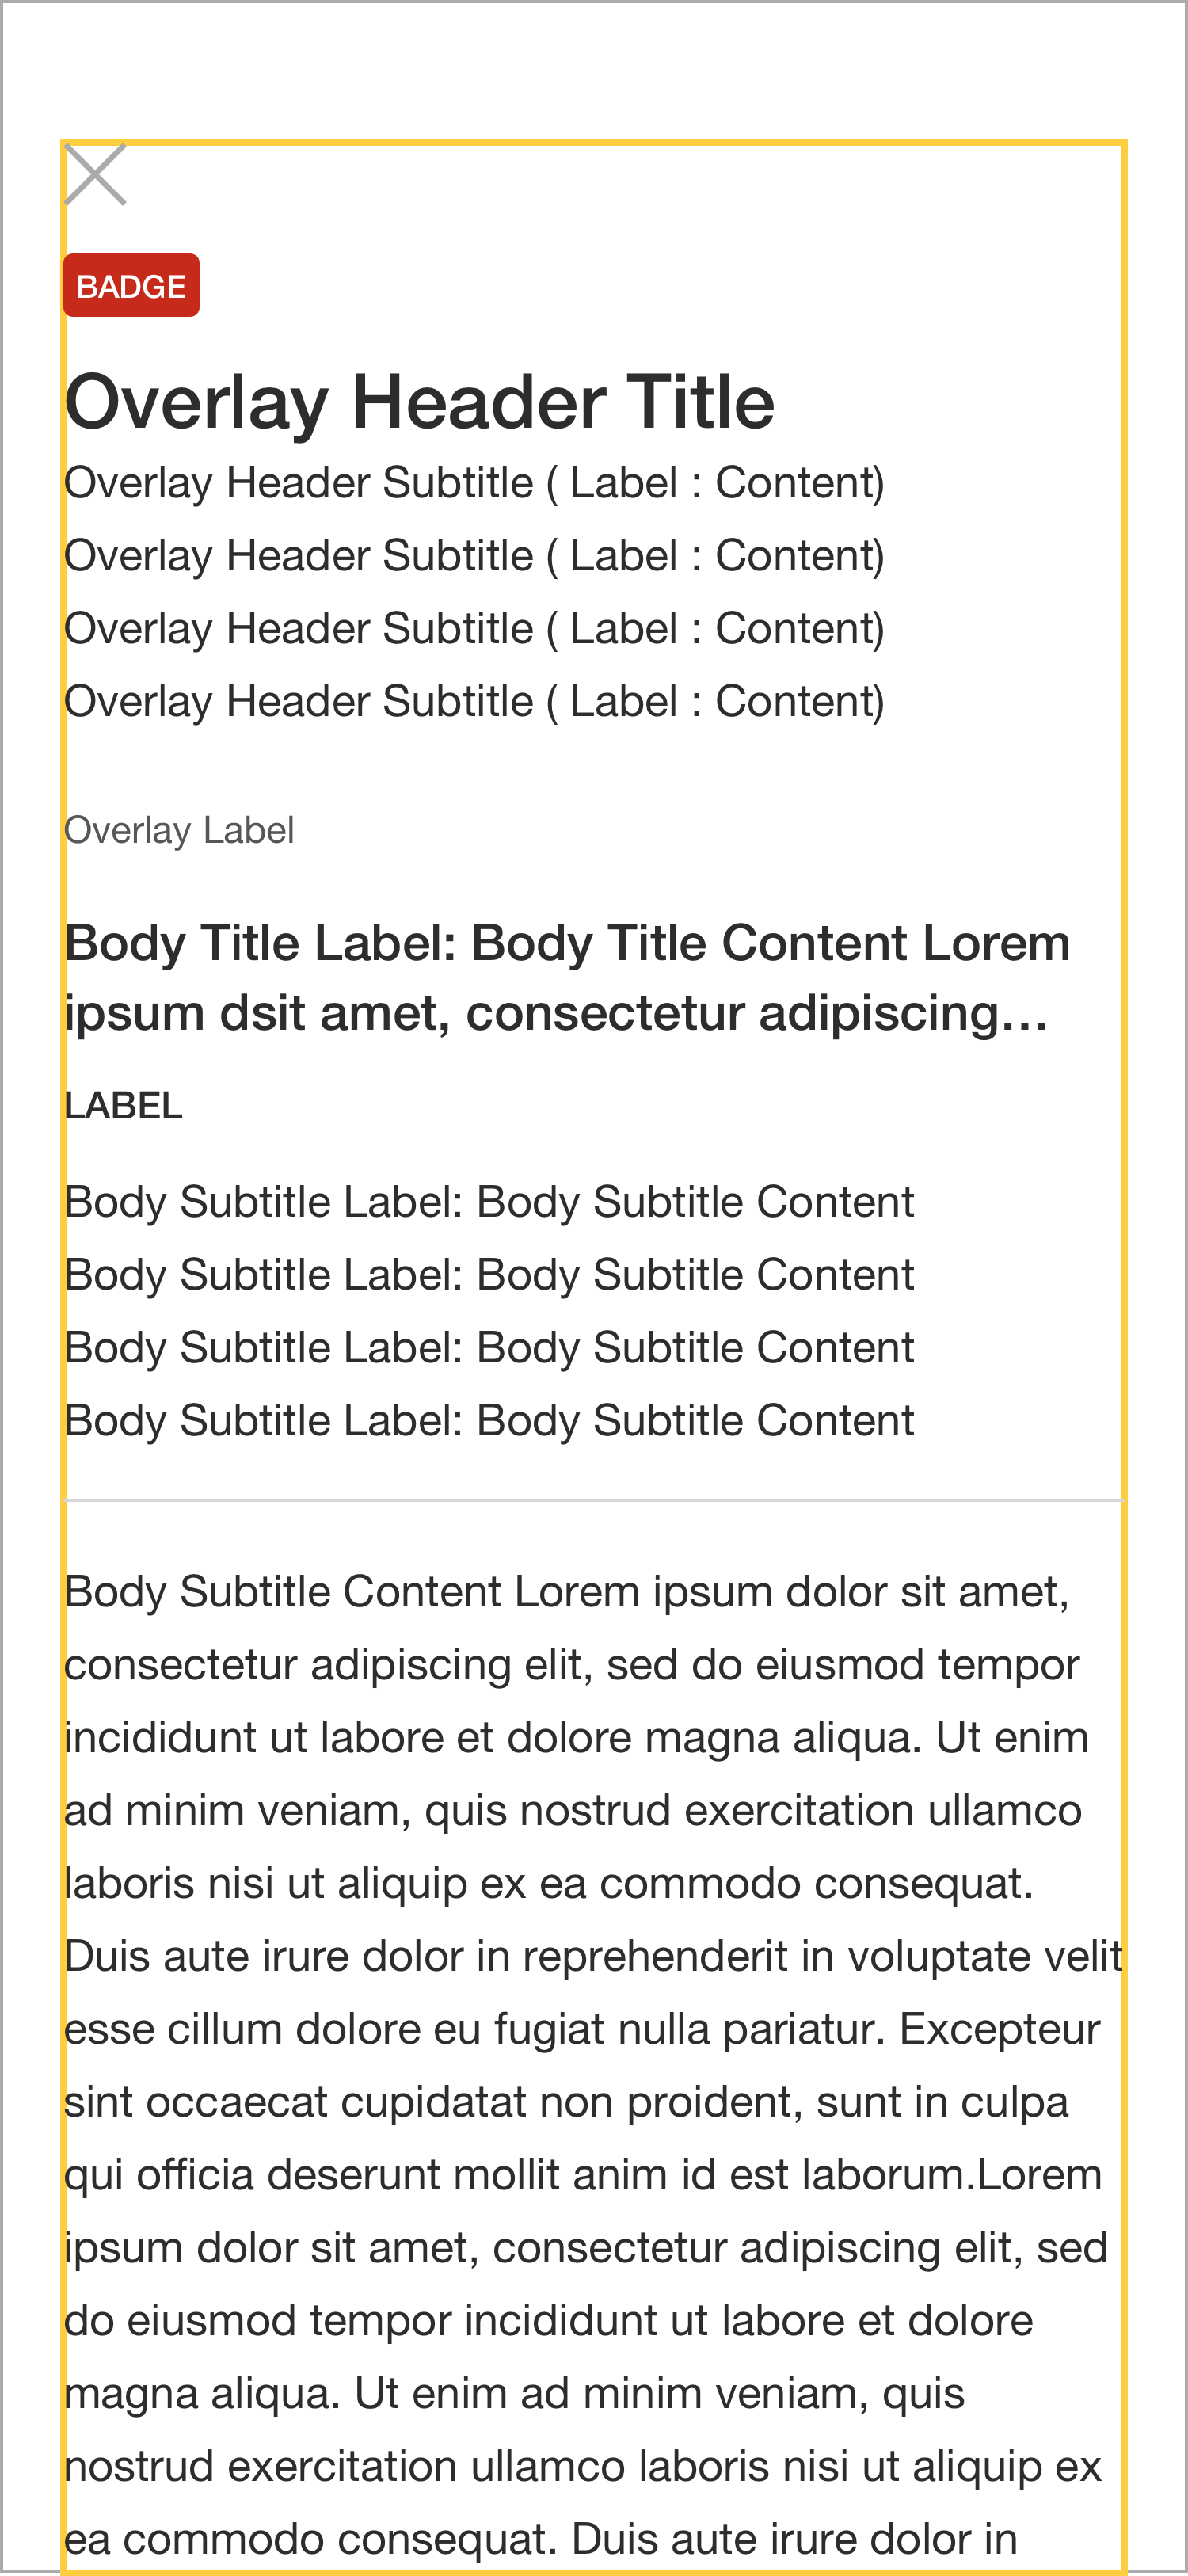 BADGE
Overlay Header Title
Overlay Header Subtitle ( Label : Content)
Overlay Header Subtitle ( Label : Content)
Overlay Header Subtitle ( Label : Content)
Overlay Header Subtitle ( Label : Content)
Overlay Label
Body Title Label: Body Title Content Lorem
ipsum dsit amet, consectetur adipiscing...
LABEL
Body Subtitle Label: Body Subtitle Content
Body Subtitle Label: Body Subtitle Content
Body Subtitle Label: Body Subtitle Content
Body Subtitle Label: Body Subtitle Content
Body Subtitle Content Lorem ipsum dolor sit amet,
consectetur adipiscing elit, sed do eiusmod tempor
incididunt ut labore et dolore magna aliqua. Ut enim
ad minim veniam, quis nostrud exercitation ullamco
laboris nisi ut aliquip ex ea commodo consequat.
Duis aute irure dolor in reprehenderit in voluptate velit
esse cillum dolore eu fugiat nulla pariatur. Excepteur
sint occaecat cupidatat non proident, sunt in culpa
qui officia deserunt mollit anim id est laborum.Lorem
ipsum dolor sit amet, consectetur adipiscing elit, sed
do eiusmod tempor incididunt ut labore et dolore
magna aliqua. Ut enim ad minim veniam, quis
nostrud exercitation ullamco laboris nisi ut aliquip ex
ea commodo consequat. Duis aute irure dolor in